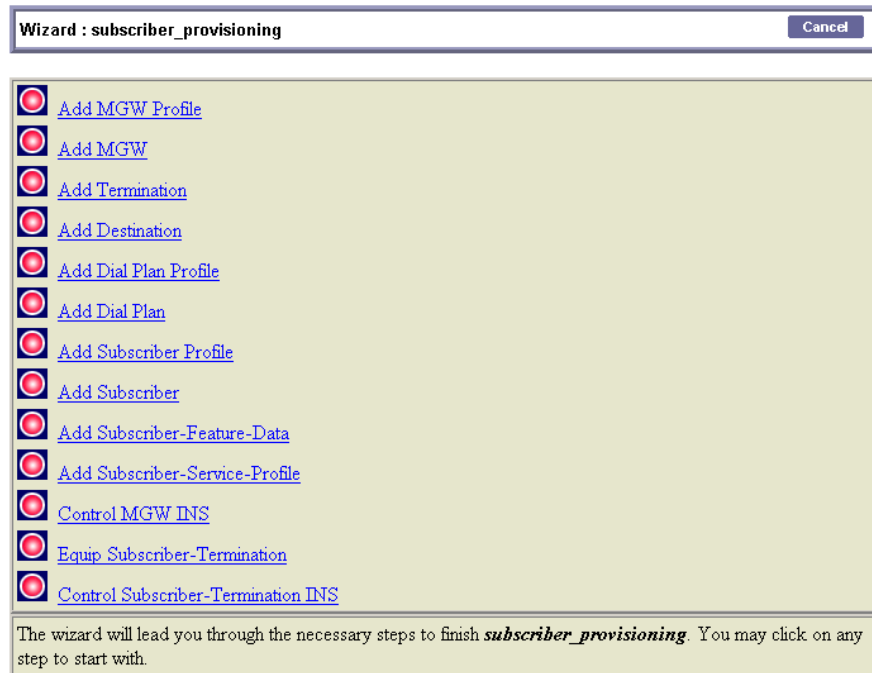 Wizard : subscriber_provisioning
Cancel
Add MGW Profile
Add MGW
Add Termination
Add Destination
Add Dial Plan Profile
Add Dial Plan
Add Subscriber Profile
Add Subscriber
Add Subscriber-Feature-Data
Add Subscriber-Service-Profile
Control MGW INS
Equip Subscriber-Termination
Control Subscriber-Termination INS
The wizard will lead you through the necessary steps to finish subscriber_provisioning. You may click on any
step to start with.